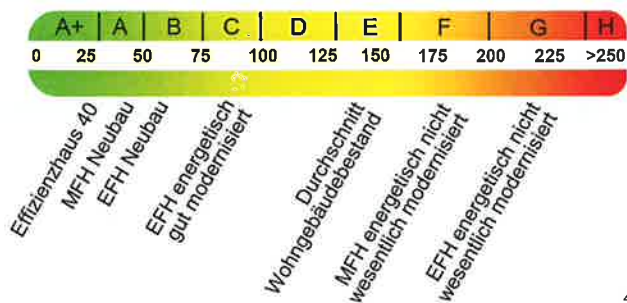 A+ A B C D E F G H
0 25 50 75 100 125 150 175 200 225 >250
Effizienzhaus 40
MFH Neubau
EFH Neubau
EFH energetisch
gut modernisiert
Durchschnitt
Wohngebäudebestand
MFH energetisch nicht
wesentlich modernisiert
EFH energetisch nicht
wesentlich modernisiert